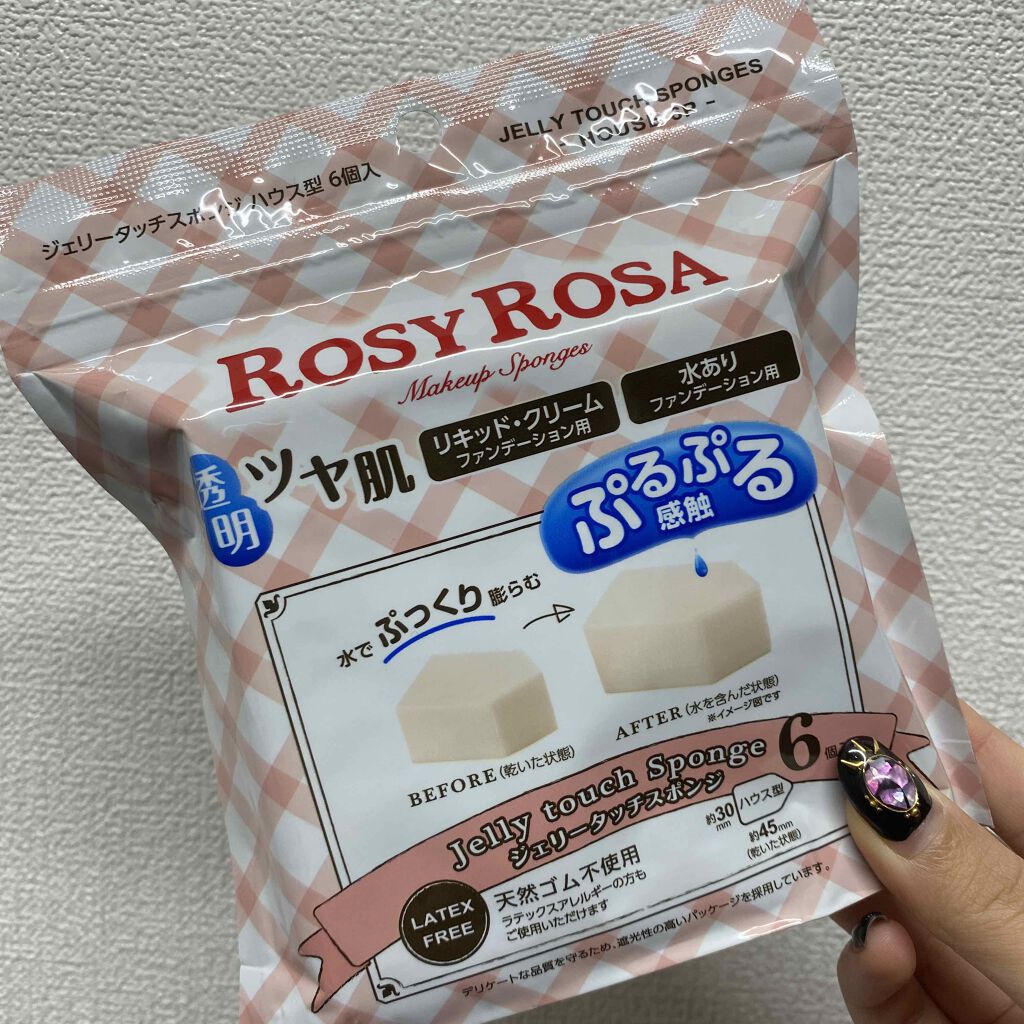 ジェリータッチスポンジ ハウス型 6個入
JELLY TOUCH SPONGES
- HOUSE 6P -
ROSY ROSA
Makeup Sponges
透明
ツヤ肌
リキッド・クリーム
ファンデーション用
水あり
ファンデーション用
ぷるぷる
感触
水でぷっくり膨らむ
BEFORE(乾いた状態)
AFTER(水を含んだ状態)
※イメージ図です
Jelly touch Sponge
ジェリータッチスポンジ
6個
ハウス型
約30mm
約45mm
(乾いた状態)
LATEX
FREE
天然ゴム不使用
ラテックスアレルギーの方も
ご使用いただけます
デリケートな品質を守るため、遮光性の高いパッケージを採用しています。